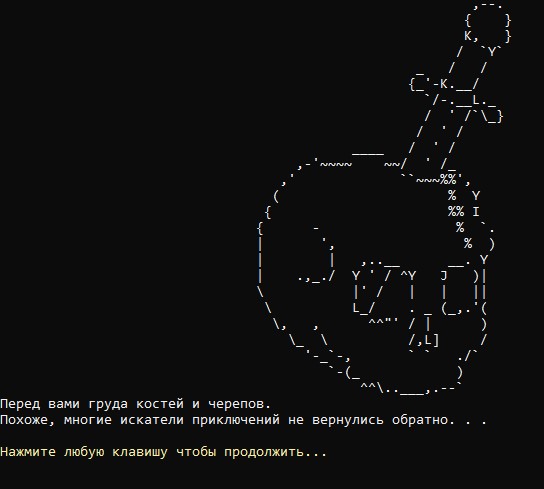 Перед вами груда костей и черепов.
Похоже, многие искатели приключений не вернулись обратно. . .
Нажмите любую клавишу чтобы продолжить...